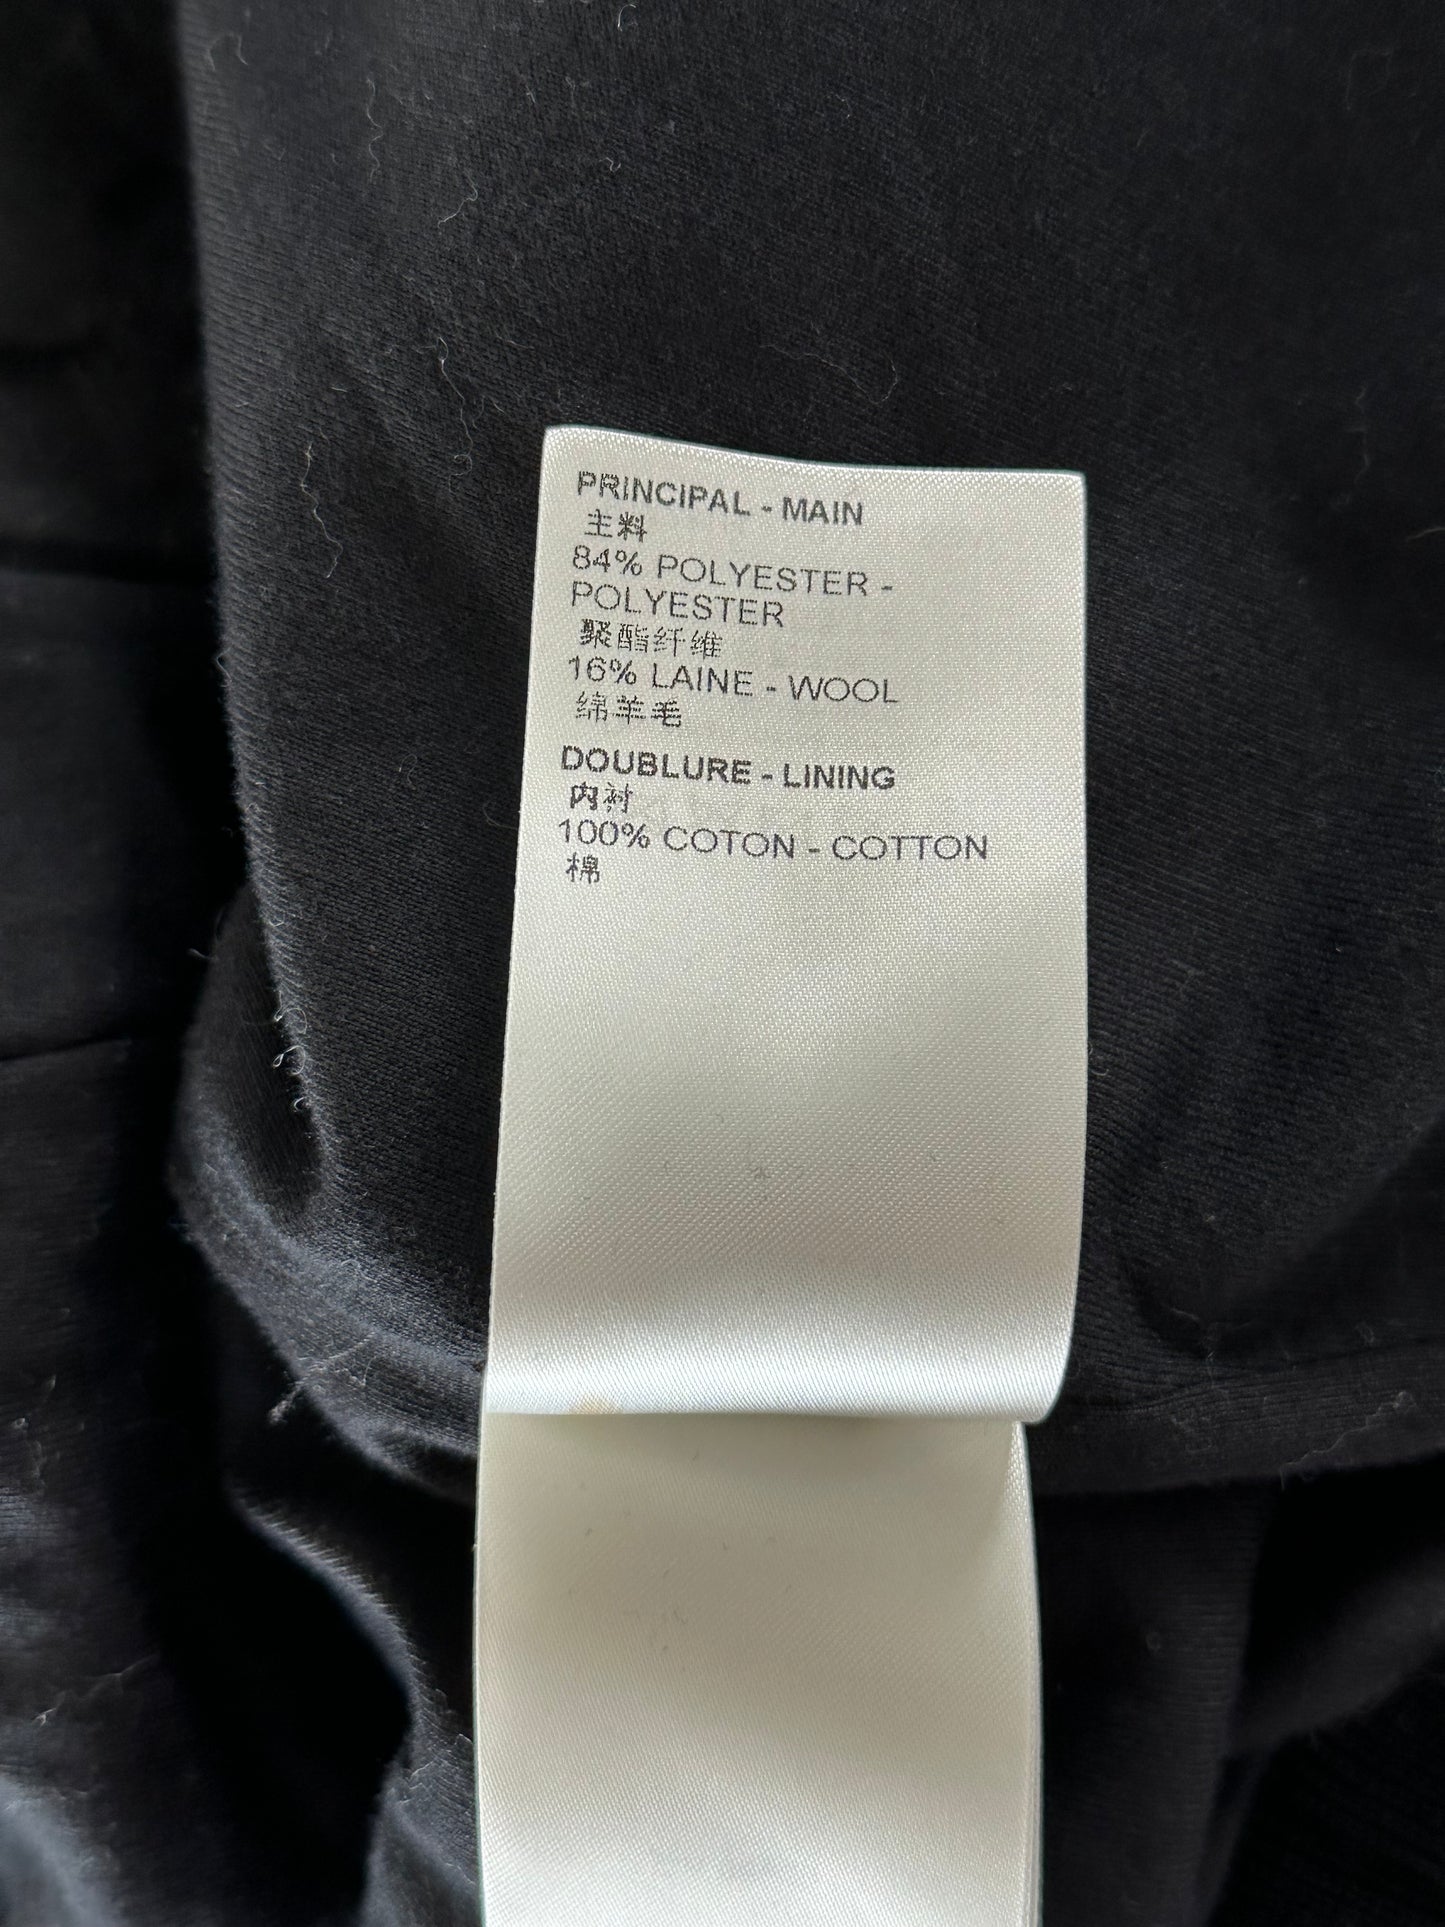 PRINCIPAL - MAIN
主料
84% POLYESTER -
POLYESTER
聚酯纤维
16% LAINE - WOOL
绵羊毛
DOUBLURE - LINING
内衬
100% COTON - COTTON
棉